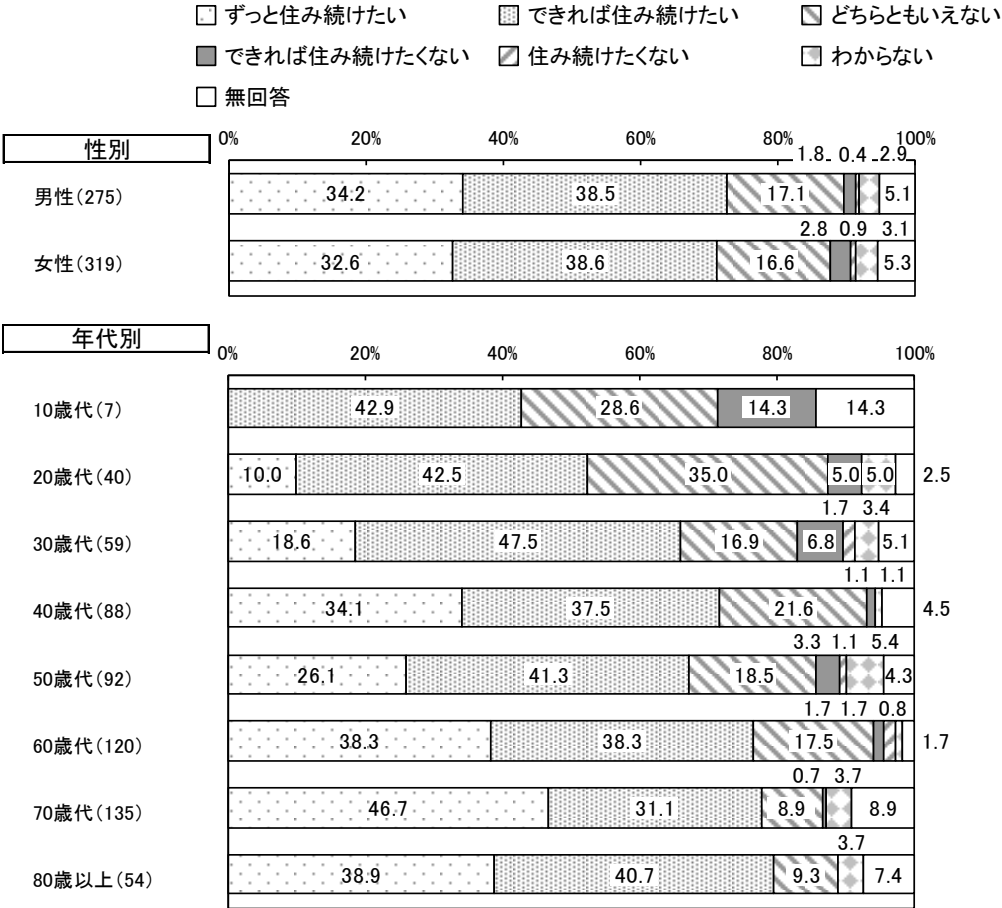 ずっと住み続けたい できれば住み続けたい どちらともいえない
できれば住み続けたくない 住み続けたくない わからない
無回答
性別
0% 20% 40% 60% 80% 100%
1.8 0.4 2.9
男性(275) 34.2 38.5 17.1 5.1
2.8 0.9 3.1
女性(319) 32.6 38.6 16.6 5.3
年代別
0% 20% 40% 60% 80% 100%
10歳代(7) 42.9 28.6 14.3 14.3
20歳代(40) 10.0 42.5 35.0 5.0 5.0 2.5
1.7 3.4
30歳代(59) 18.6 47.5 16.9 6.8 5.1
1.1 1.1
40歳代(88) 34.1 37.5 21.6 4.5
3.3 1.1 5.4
50歳代(92) 26.1 41.3 18.5 4.3
1.7 1.7 0.8
60歳代(120) 38.3 38.3 17.5 1.7
0.7 3.7
70歳代(135) 46.7 31.1 8.9 8.9
3.7
80歳以上(54) 38.9 40.7 9.3 7.4